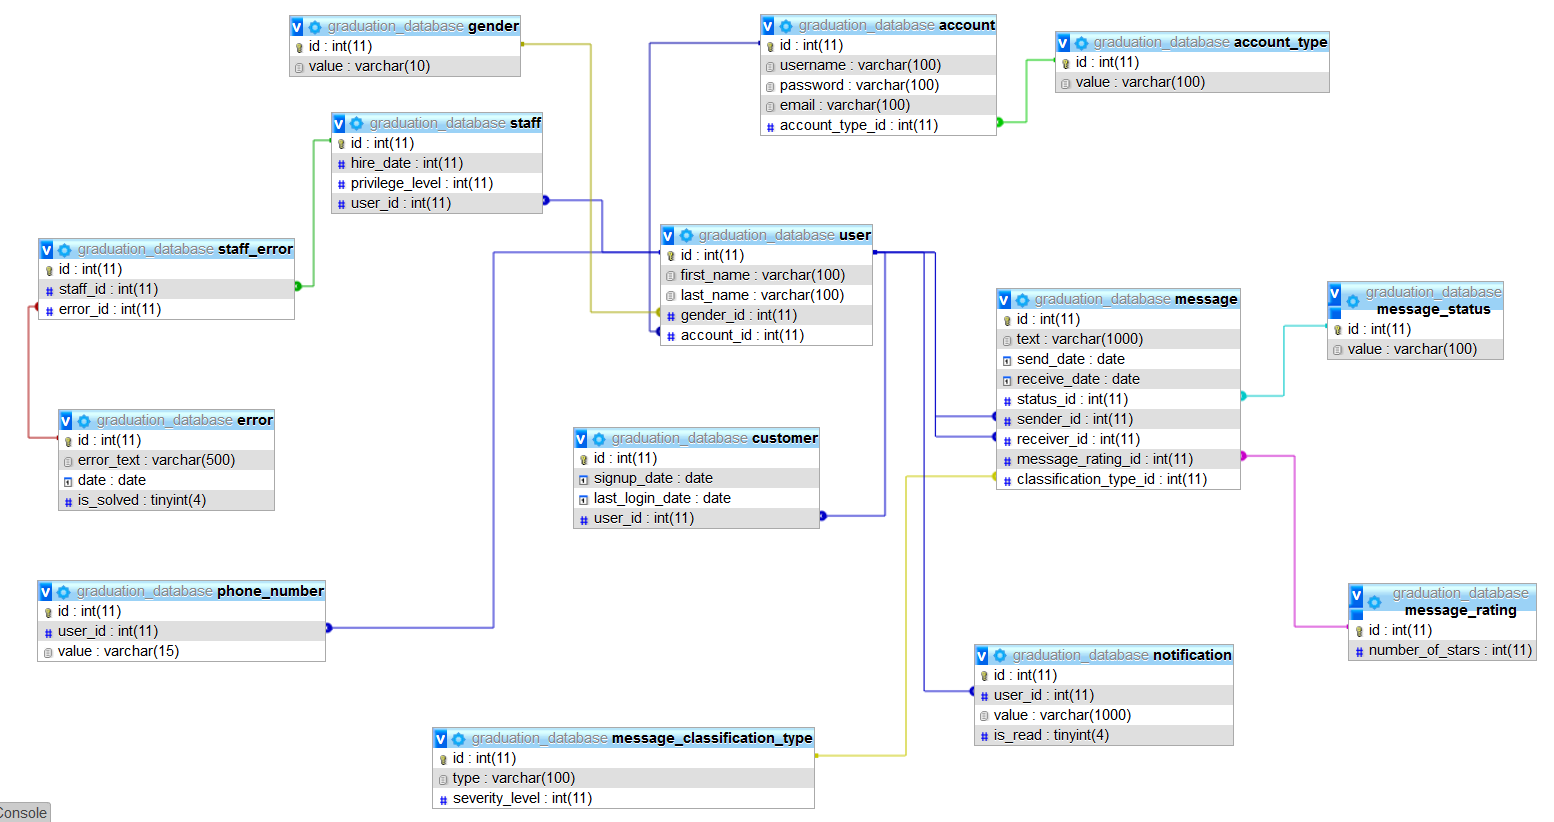 graduation_database gender
id : int(11)
value : varchar(10)
graduation_database account
id : int(11)
username : varchar(100)
password : varchar(100)
email : varchar(100)
account_type_id : int(11)
graduation_database account_type
id : int(11)
value : varchar(100)
graduation_database staff
id : int(11)
hire_date : int(11)
privilege_level : int(11)
user_id : int(11)
graduation_database staff_error
id : int(11)
staff_id : int(11)
error_id : int(11)
graduation_database user
id : int(11)
first_name : varchar(100)
last_name : varchar(100)
gender_id : int(11)
account_id : int(11)
graduation_database message
id : int(11)
text : varchar(1000)
send_date : date
receive_date : date
status_id : int(11)
sender_id : int(11)
receiver_id : int(11)
message_rating_id : int(11)
classification_type_id : int(11)
graduation_database
message_status
id : int(11)
value : varchar(100)
graduation_database error
id : int(11)
error_text : varchar(500)
date : date
is_solved : tinyint(4)
graduation_database customer
id : int(11)
signup_date : date
last_login_date : date
user_id : int(11)
graduation_database phone_number
id : int(11)
user_id : int(11)
value : varchar(15)
graduation_database
message_rating
id : int(11)
number_of_stars : int(11)
graduation_database notification
id : int(11)
user_id : int(11)
value : varchar(1000)
is_read : tinyint(4)
graduation_database message_classification_type
id : int(11)
type : varchar(100)
severity_level : int(11)
Console